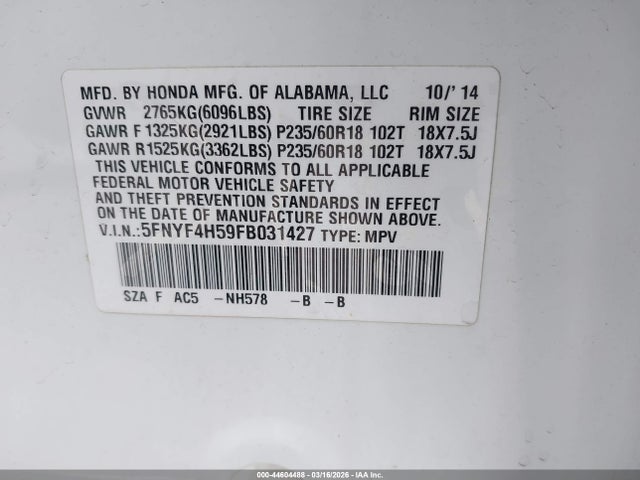 MFD. BY HONDA MFG. OF ALABAMA, LLC 10/'14
GVWR 2765KG(6096LBS) TIRE SIZE RIM SIZE
GAWR F 1325KG(2921LBS) P235/60R18 102T 18X7.5J
GAWR R 1525KG(3362LBS) P235/60R18 102T 18X7.5J
THIS VEHICLE CONFORMS TO ALL APPLICABLE
FEDERAL MOTOR VEHICLE SAFETY
AND THEFT PREVENTION STANDARDS IN EFFECT
ON THE DATE OF MANUFACTURE SHOWN ABOVE.
V.I.N.:5FNYF4H59FB031427 TYPE: MPV
SZA F AC5 -NH578 -B -B
000-44604488 - 03/16/2026 - IAAI.com